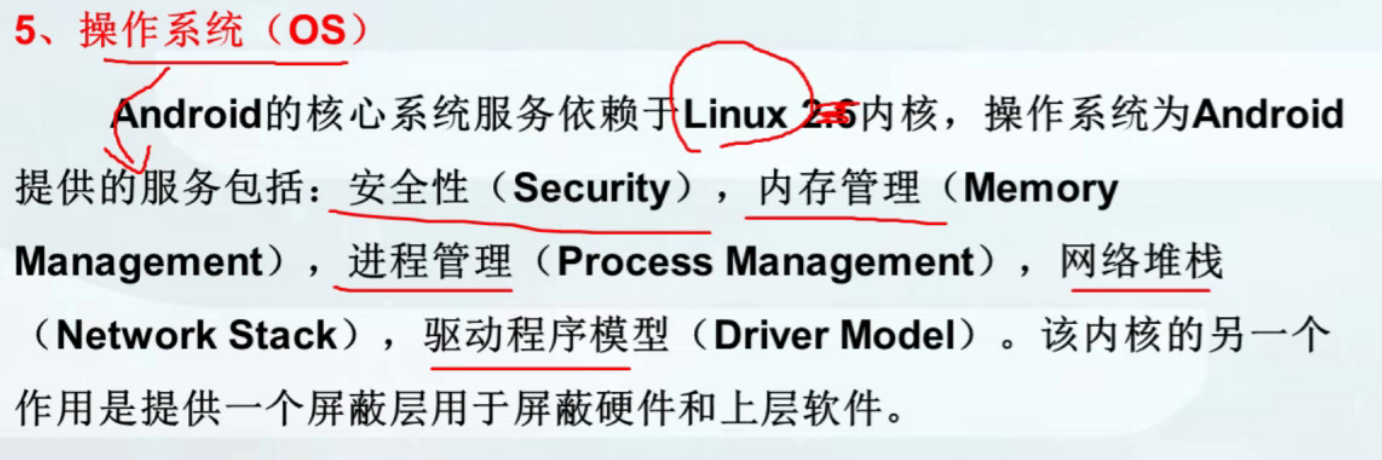 5、操作系统（OS）
Android的核心系统服务依赖于Linux 2.6内核，操作系统为Android
提供的服务包括：安全性（Security），内存管理（Memory
Management），进程管理（Process Management），网络堆栈
（Network Stack），驱动程序模型（Driver Model）。该内核的另一个
作用是提供一个屏蔽层用于屏蔽硬件和上层软件。